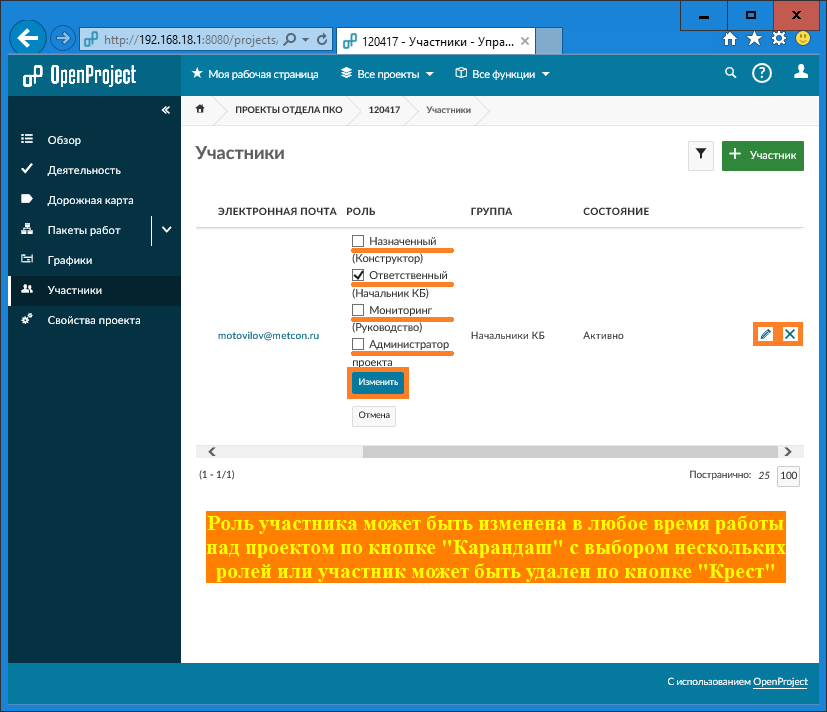 http://192.168.18.1:8080/projects/
120417 - Участники - Упра...
OpenProject
Моя рабочая страница
Все проекты
Все функции
ПРОЕКТЫ ОТДЕЛА ПКО
120417
Участники
Обзор
Деятельность
Дорожная карта
Пакеты работ
Графики
Участники
Свойства проекта
Участники
+ Участник
ЭЛЕКТРОННАЯ ПОЧТА РОЛЬ ГРУППА СОСТОЯНИЕ
Назначенный
(Конструктор)
Ответственный
(Начальник КБ)
Мониторинг
(Руководство)
motovilov@metcon.ru
Начальники КБ
Активно
Администратор
проекта
Изменить
Отмена
(1 - 1/1)
Постранично: 25 100
Роль участника может быть изменена в любое время работы
над проектом по кнопке "Карандаш" с выбором нескольких
ролей или участник может быть удален по кнопке "Крест"
С использованием OpenProject